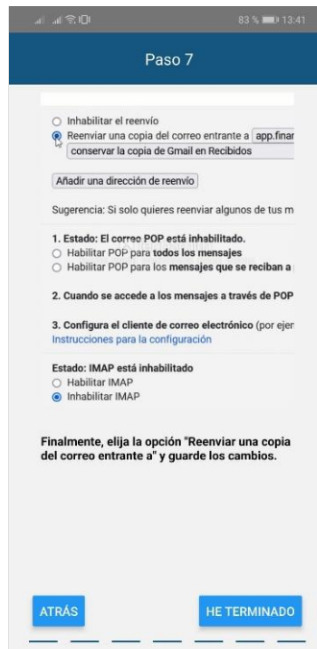 83 % 13:41
Paso 7
Inhabilitar el reenvío
Reenviar una copia del correo entrante a app.finar
conservar la copia de Gmail en Recibidos
Añadir una dirección de reenvío
Sugerencia: Si solo quieres reenviar algunos de tus m
1. Estado: El correo POP está inhabilitado.
Habilitar POP para todos los mensajes
Habilitar POP para los mensajes que se reciban a
2. Cuando se accede a los mensajes a través de POP
3. Configura el cliente de correo electrónico (por ejer
Instrucciones para la configuración
Estado: IMAP está inhabilitado
Habilitar IMAP
Inhabilitar IMAP
Finalmente, elija la opción "Reenviar una copia
del correo entrante a" y guarde los cambios.
ATRÁS HE TERMINADO